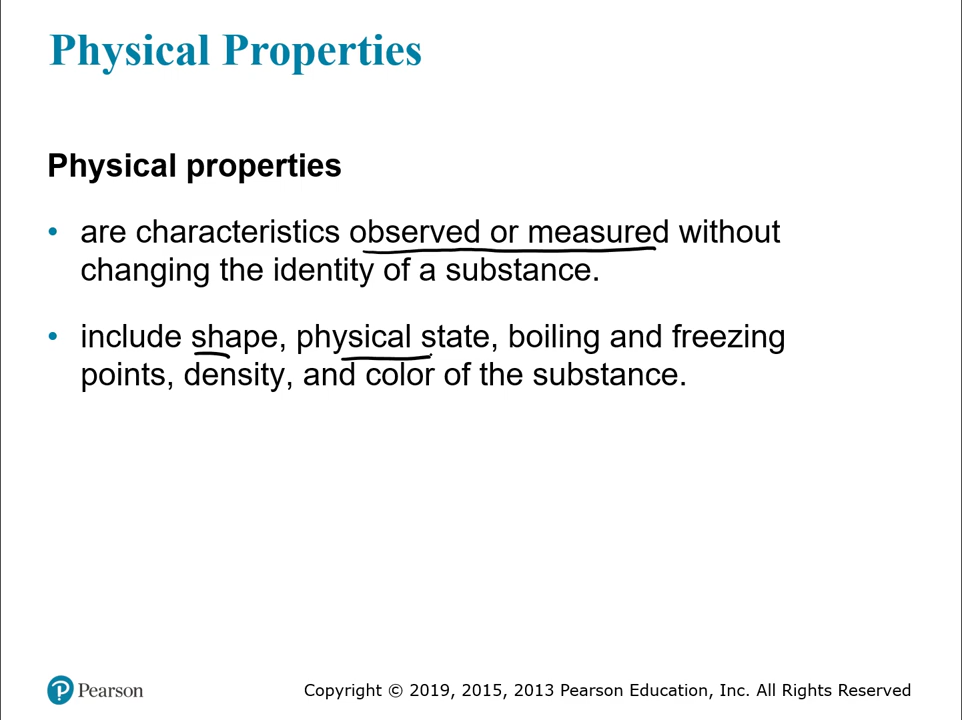 Physical Properties
Physical properties
• are characteristics observed or measured without
changing the identity of a substance.
• include shape, physical state, boiling and freezing
points, density, and color of the substance.
Pearson
Copyright © 2019, 2015, 2013 Pearson Education, Inc. All Rights Reserved